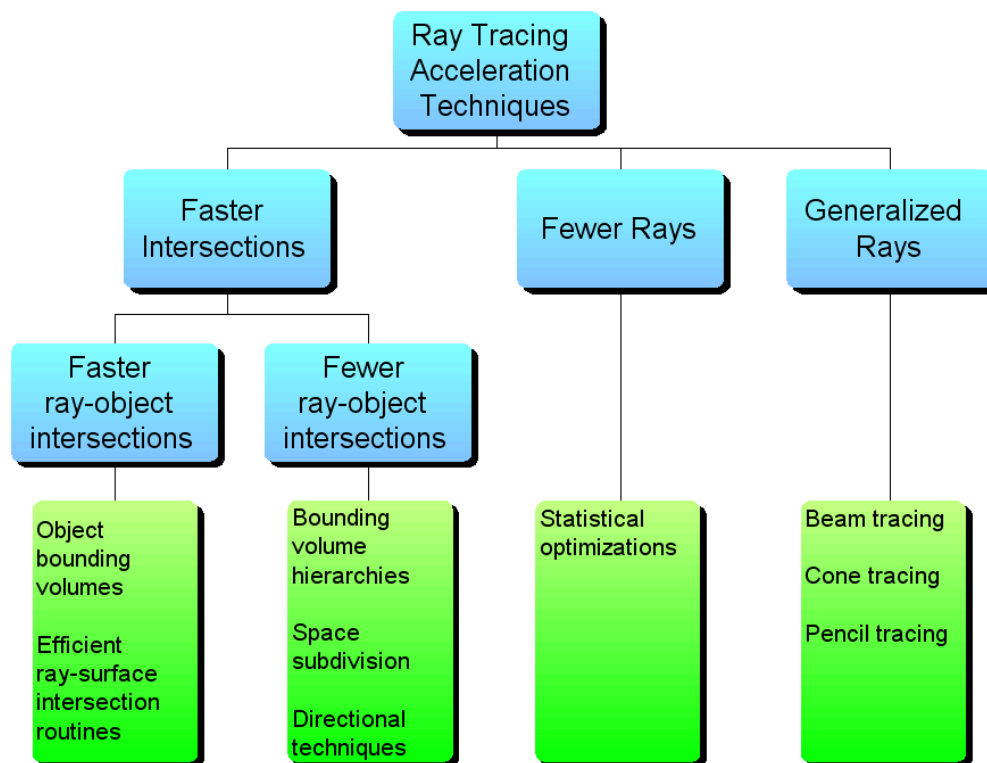 Ray Tracing
Acceleration
Techniques
Faster
Intersections
Fewer Rays
Generalized
Rays
Faster
ray-object
intersections
Fewer
ray-object
intersections
Object
bounding
volumes
Efficient
ray-surface
intersection
routines
Bounding
volume
hierarchies
Space
subdivision
Directional
techniques
Statistical
optimizations
Beam tracing
Cone tracing
Pencil tracing